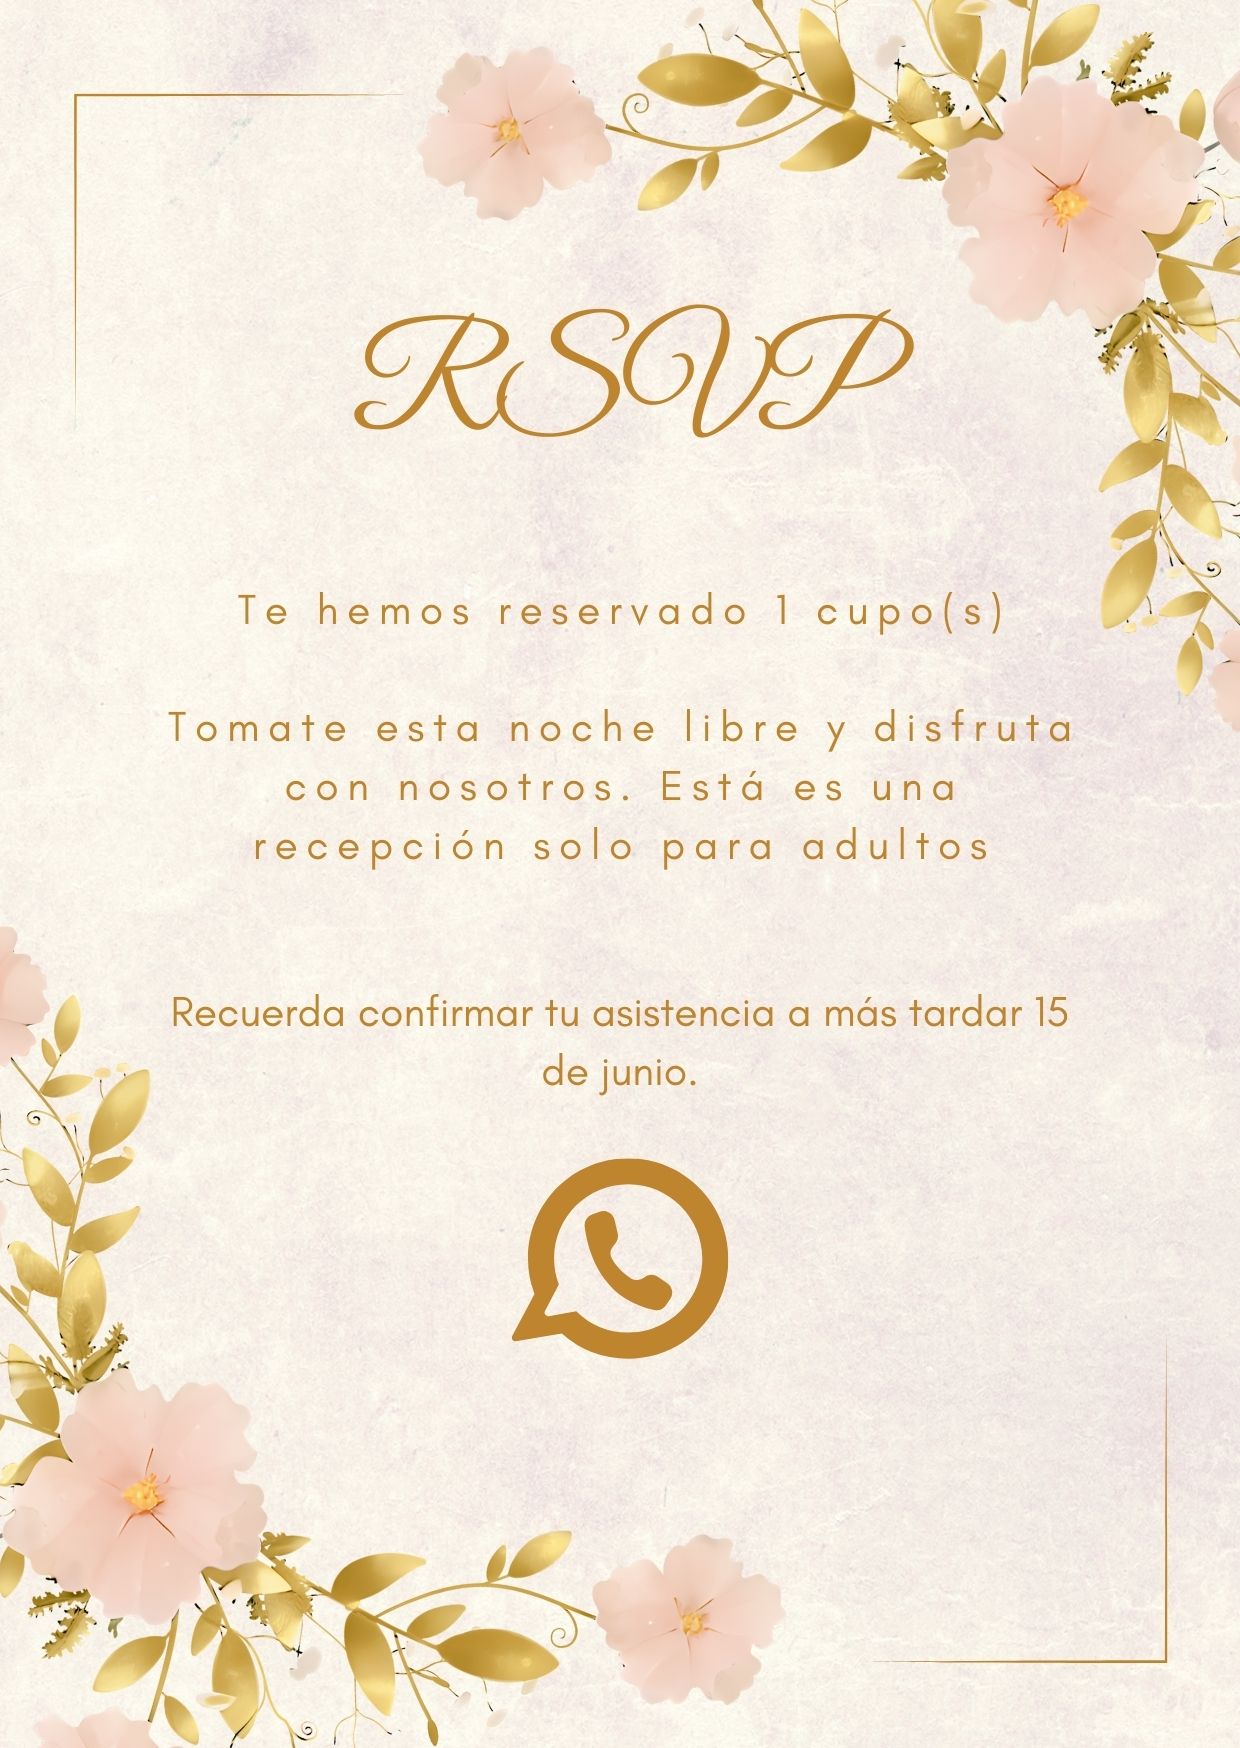 RSVP
Te hemos reservado 1 cupo(s)
Tomate esta noche libre y disfruta
con nosotros. Está es una
recepción solo para adultos
Recuerda confirmar tu asistencia a más tardar 15
de junio.